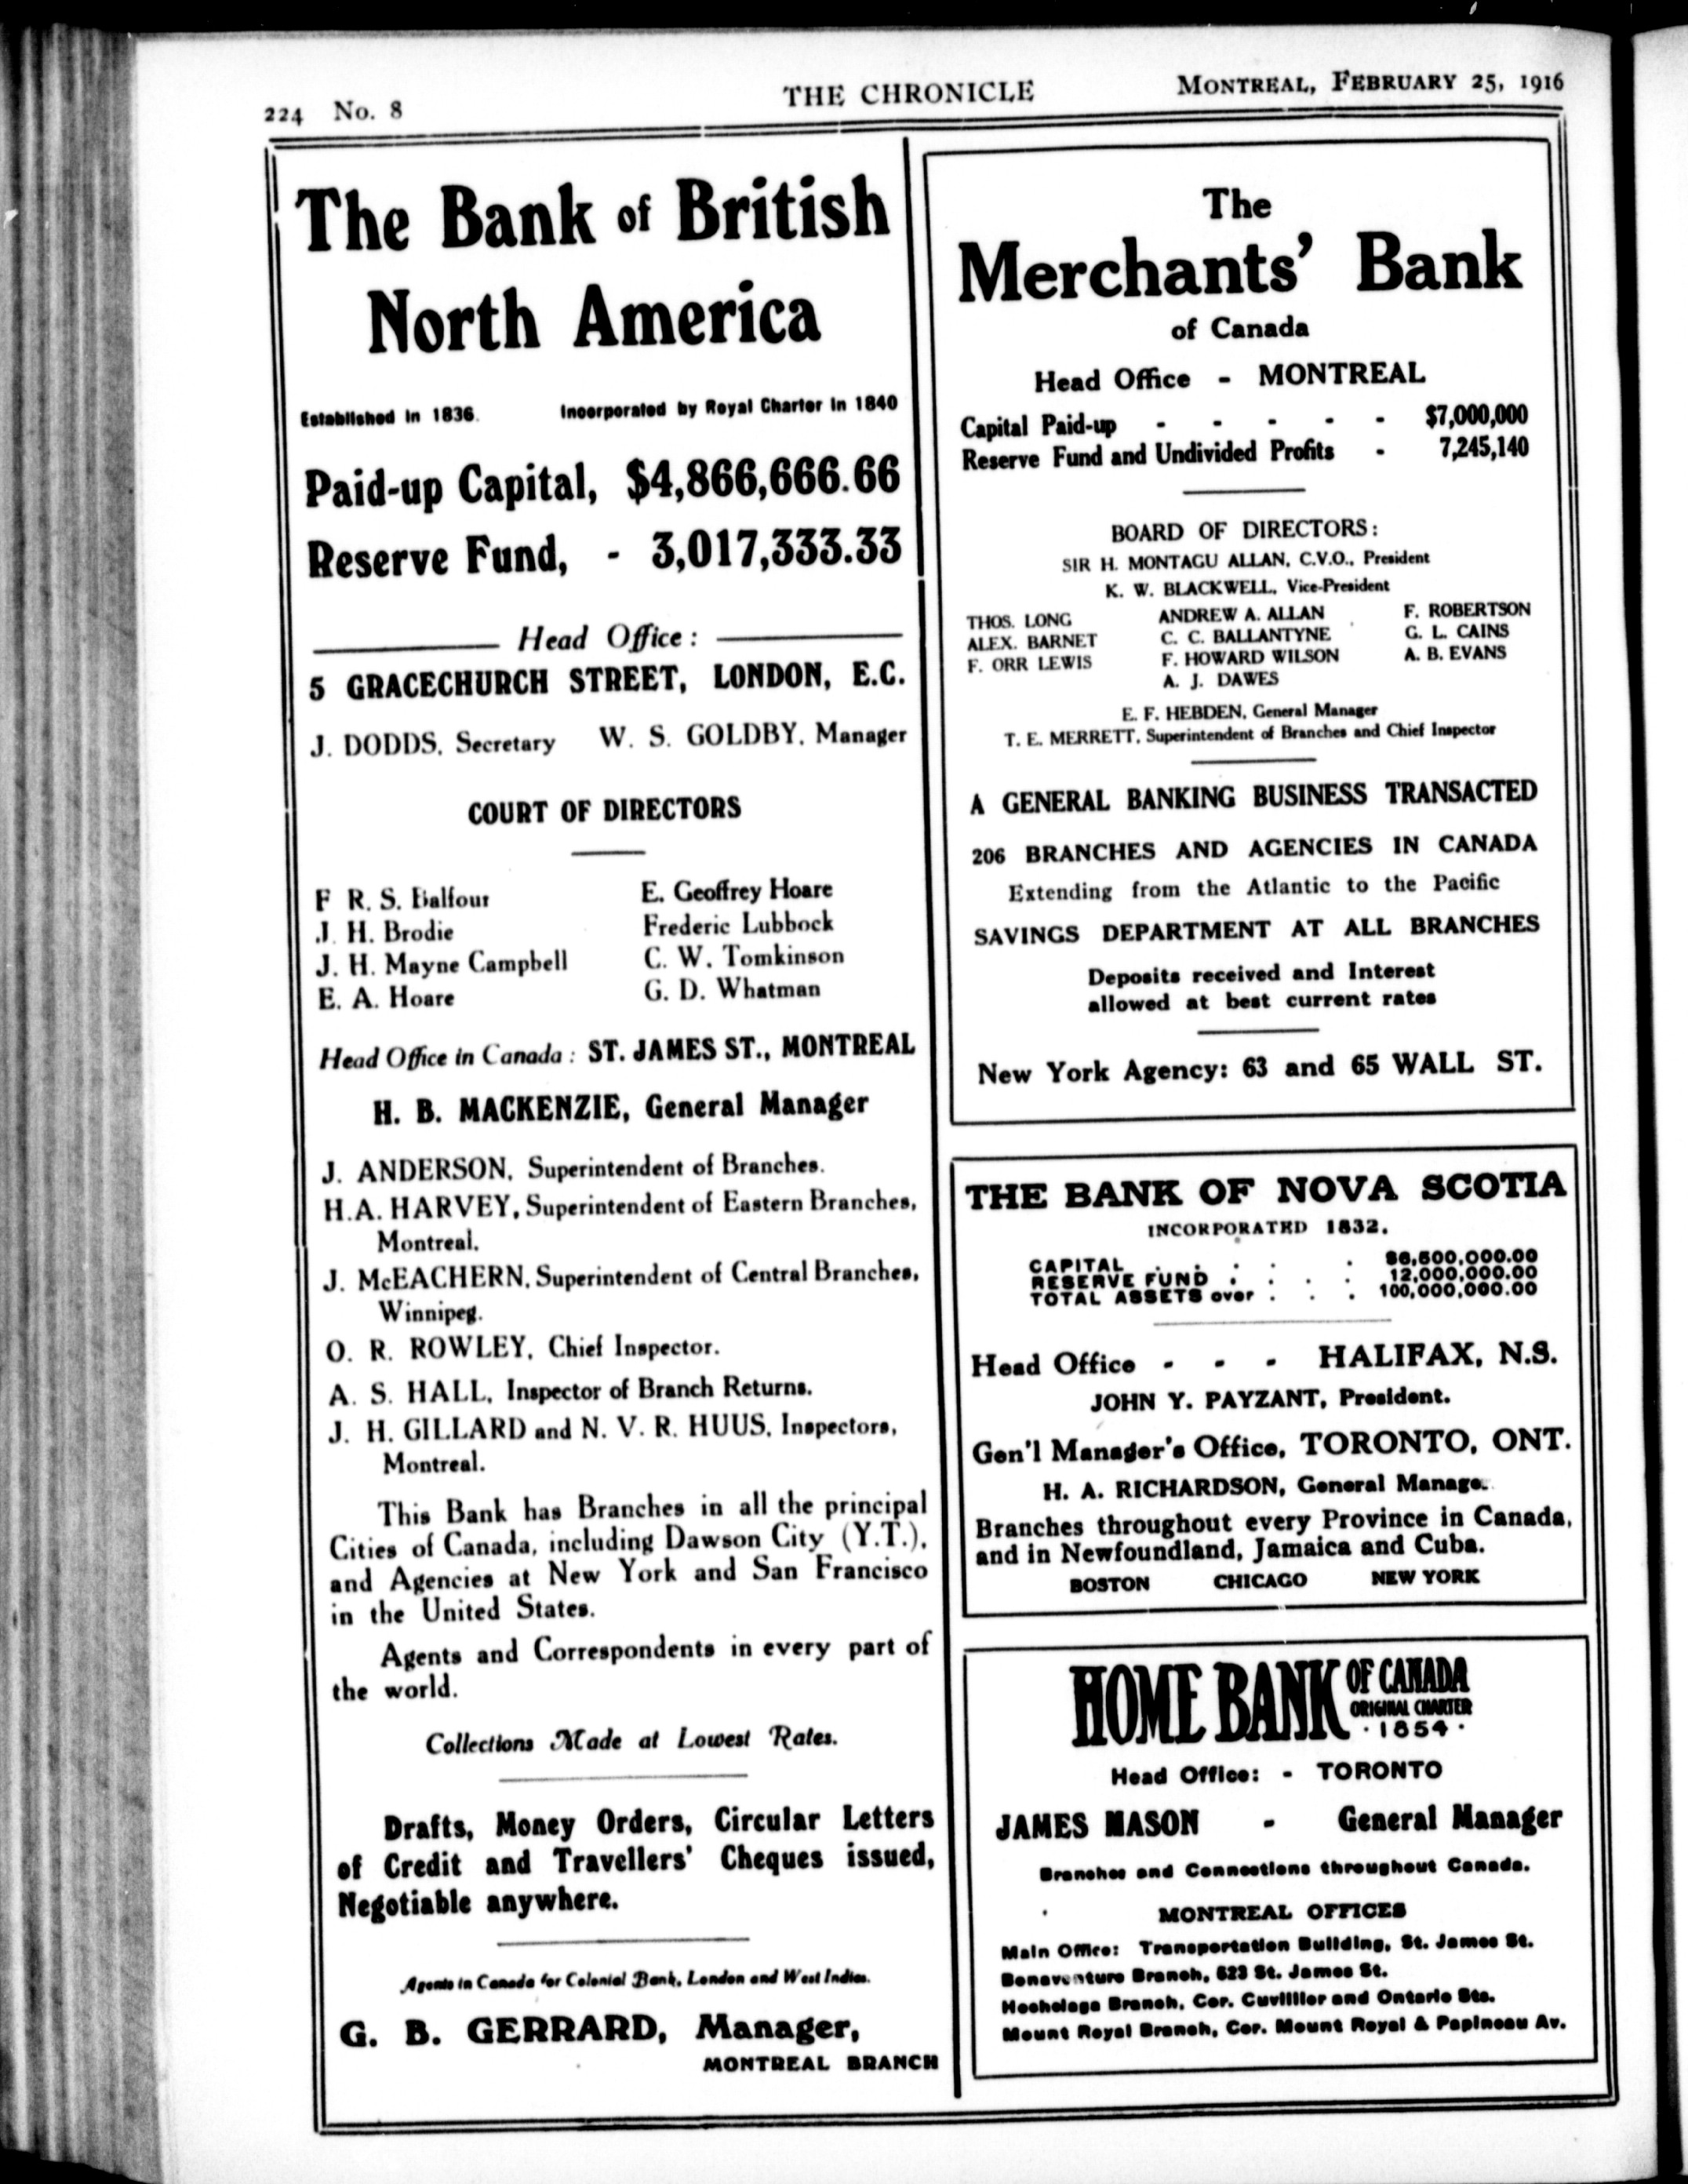 224 No. 8
THE CHRONICLE
MONTREAL, FEBRUARY 25, 1916
The Bank of British
North America
Established in 1836. Incorporated by Royal Charter in 1840
Paid-up Capital, $4,866,666.66
Reserve Fund, - 3,017,333.33
Head Office:
5 GRACECHURCH STREET, LONDON, E.C.
J. DODDS, Secretary W. S. GOLDBY, Manager
COURT OF DIRECTORS
F R. S. Balfour E. Geoffrey Hoare
J. H. Brodie Frederic Lubbock
J. H. Mayne Campbell C. W. Tomkinson
E. A. Hoare G. D. Whatman
Head Office in Canada: ST. JAMES ST., MONTREAL
H. B. MACKENZIE, General Manager
J. ANDERSON, Superintendent of Branches.
H.A. HARVEY, Superintendent of Eastern Branches,
Montreal.
J. McEACHERN, Superintendent of Central Branches,
Winnipeg.
O. R. ROWLEY, Chief Inspector.
A. S. HALL, Inspector of Branch Returns.
J. H. GILLARD and N. V. R. HUUS, Inspectors,
Montreal.
This Bank has Branches in all the principal
Cities of Canada, including Dawson City (Y.T.),
and Agencies at New York and San Francisco
in the United States.
Agents and Correspondents in every part of
the world.
Collections Made at Lowest Rates.
Drafts, Money Orders, Circular Letters
of Credit and Travellers' Cheques issued,
Negotiable anywhere.
Agents in Canada for Colonial Bank, London and West Indies.
G. B. GERRARD, Manager,
MONTREAL BRANCH
The
Merchants' Bank
of Canada
Head Office - MONTREAL
Capital Paid-up - - - - - $7,000,000
Reserve Fund and Undivided Profits - 7,245,140
BOARD OF DIRECTORS:
SIR H. MONTAGU ALLAN, C.V.O., President
K. W. BLACKWELL, Vice-President
THOS. LONG ANDREW A. ALLAN F. ROBERTSON
ALEX. BARNET C. C. BALLANTYNE G. L. CAINS
F. ORR LEWIS F. HOWARD WILSON A. B. EVANS
A. J. DAWES
E. F. HEBDEN, General Manager
T. E. MERRETT, Superintendent of Branches and Chief Inspector
A GENERAL BANKING BUSINESS TRANSACTED
206 BRANCHES AND AGENCIES IN CANADA
Extending from the Atlantic to the Pacific
SAVINGS DEPARTMENT AT ALL BRANCHES
Deposits received and Interest
allowed at best current rates
New York Agency: 63 and 65 WALL ST.
THE BANK OF NOVA SCOTIA
INCORPORATED 1832.
CAPITAL . . . . . $6,500,000.00
RESERVE FUND . . . . 12,000,000.00
TOTAL ASSETS over . . . 100,000,000.00
Head Office - - - HALIFAX, N.S.
JOHN Y. PAYZANT, President.
Gen'l Manager's Office, TORONTO, ONT.
H. A. RICHARDSON, General Manage.
Branches throughout every Province in Canada,
and in Newfoundland, Jamaica and Cuba.
BOSTON CHICAGO NEW YORK
HOME BANK OF CANADA
ORIGINAL CHARTER
· 1854 ·
Head Office: - TORONTO
JAMES MASON - General Manager
Branches and Connections throughout Canada.
MONTREAL OFFICES
Main Office: Transportation Building, St. James St.
Bonaventure Branch, 523 St. James St.
Hochelaga Branch, Cor. Cuvillier and Ontario Sts.
Mount Royal Branch, Cor. Mount Royal & Papineau Av.